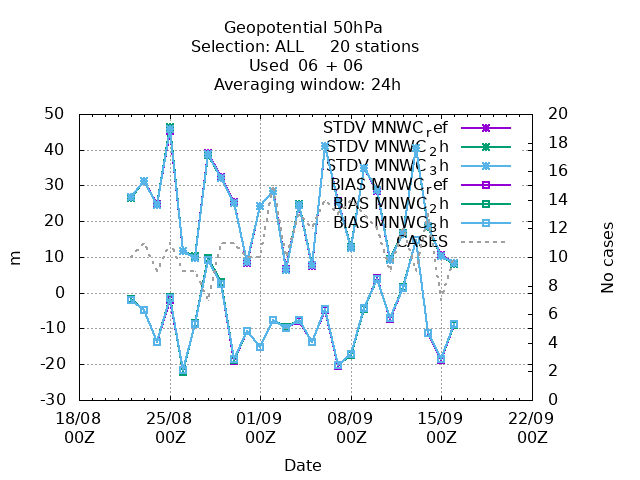 Geopotential 50hPa
Selection: ALL     20 stations
Used  06 + 06
Averaging window: 24h
50
40
30
20
10
0
-10
-20
-30
m
20
18
16
14
12
10
8
6
4
2
0
No cases
STDV MNWC_ref
STDV MNWC_2h
STDV MNWC_3h
BIAS MNWC_ref
BIAS MNWC_2h
BIAS MNWC_3h
CASES
18/08 25/08 01/09 08/09 15/09 22/09
00Z 00Z 00Z 00Z 00Z 00Z
Date